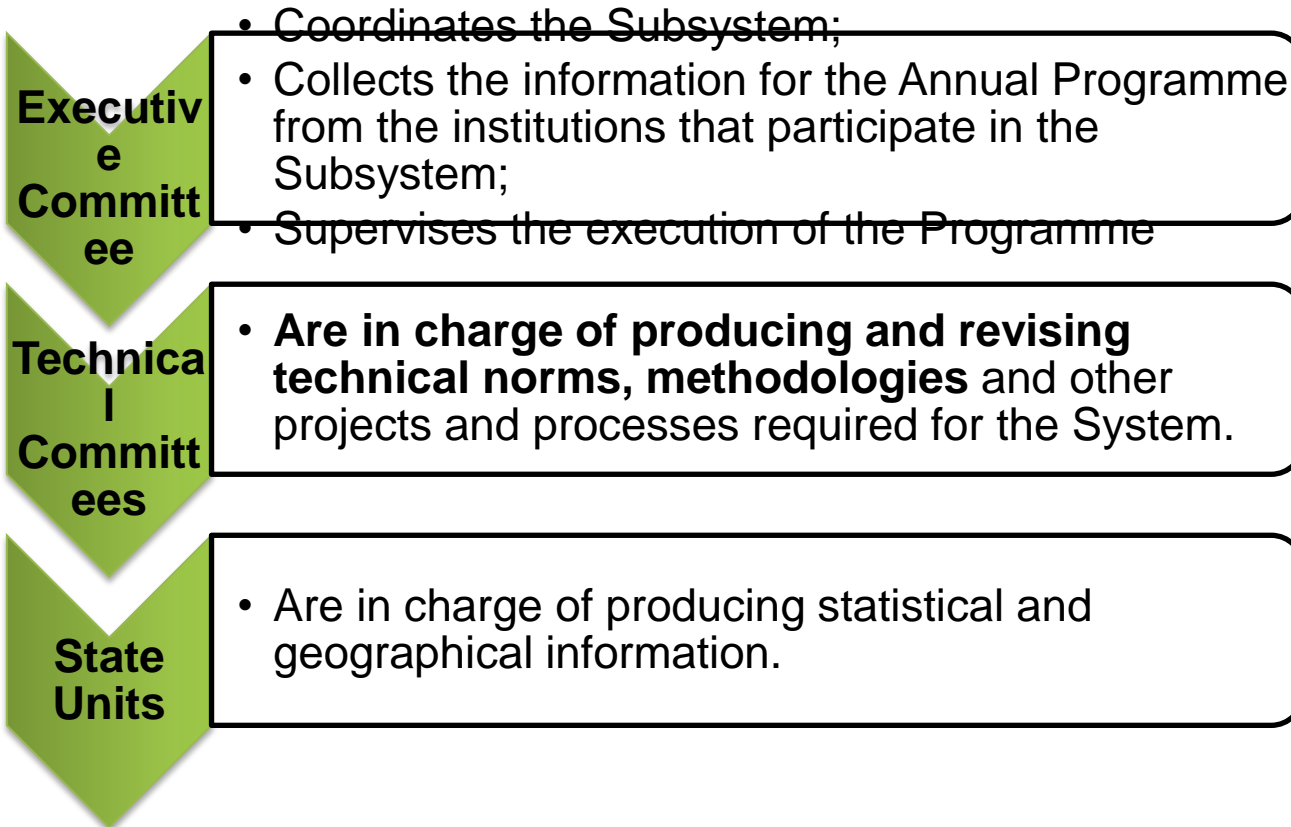 Executiv
e
Committ
ee
• Coordinates the Subsystem;
• Collects the information for the Annual Programme
from the institutions that participate in the
Subsystem;
• Supervises the execution of the Programme
Technica
l
Committ
ees
• Are in charge of producing and revising
technical norms, methodologies and other
projects and processes required for the System.
State
Units
• Are in charge of producing statistical and
geographical information.